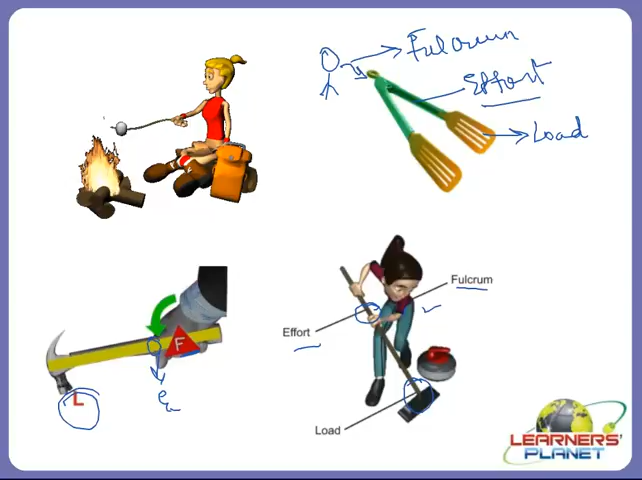 Fulcrum
Effort
Load
Fulcrum
Effort
F
L
Load
LEARNERS'
PLANET